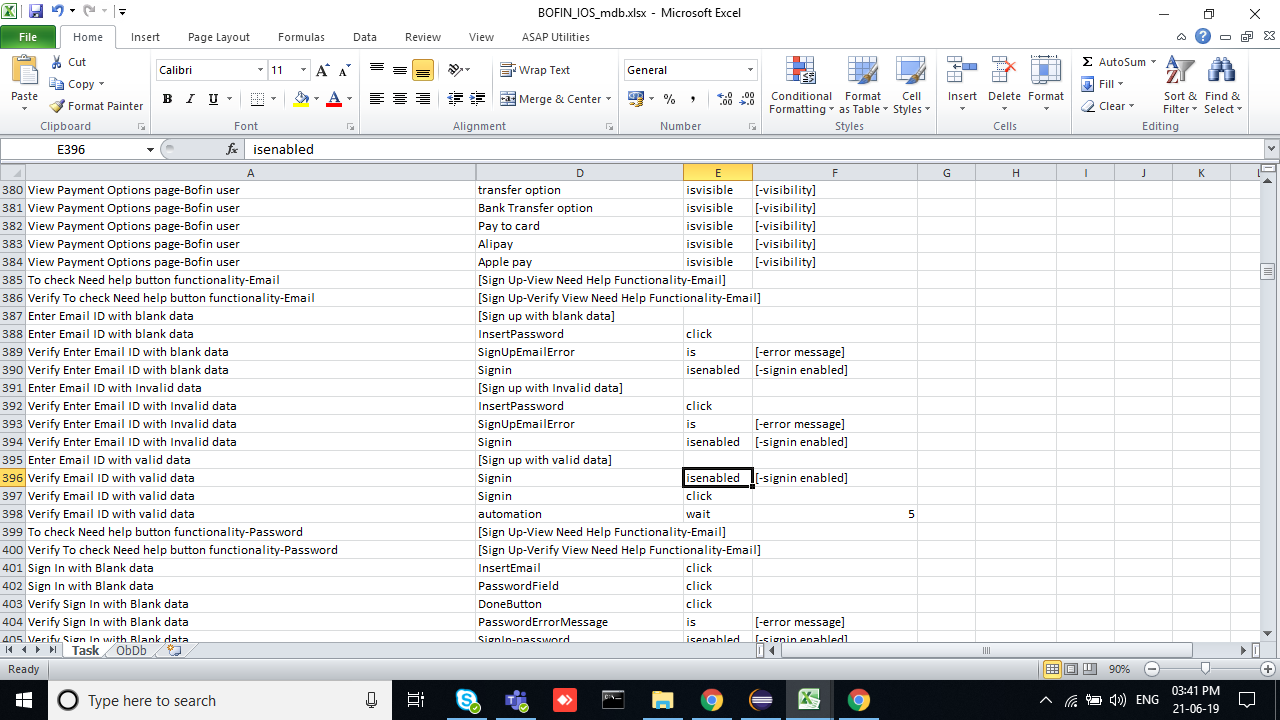 BOFIN_IOS_mdb.xlsx - Microsoft Excel
File Home Insert Page Layout Formulas Data Review View ASAP Utilities
Paste Cut Copy Format Painter Clipboard
Calibri 11 B I U A A A Font
Wrap Text Merge & Center Alignment
General % , .00 Number
Conditional Formatting Format as Table Cell Styles Styles
Insert Delete Format Cells
Σ AutoSum Fill Clear Sort & Filter Find & Select Editing
E396 fx isenabled
A D E F G H I J K L
380 View Payment Options page-Bofin user transfer option isvisible [-visibility]
381 View Payment Options page-Bofin user Bank Transfer option isvisible [-visibility]
382 View Payment Options page-Bofin user Pay to card isvisible [-visibility]
383 View Payment Options page-Bofin user Alipay isvisible [-visibility]
384 View Payment Options page-Bofin user Apple pay isvisible [-visibility]
385 To check Need help button functionality-Email [Sign Up-View Need Help Functionality-Email]
386 Verify To check Need help button functionality-Email [Sign Up-Verify View Need Help Functionality-Email]
387 Enter Email ID with blank data [Sign up with blank data]
388 Enter Email ID with blank data InsertPassword click
389 Verify Enter Email ID with blank data SignUpEmailError is [-error message]
390 Verify Enter Email ID with blank data Signin isenabled [-signin enabled]
391 Enter Email ID with Invalid data [Sign up with Invalid data]
392 Verify Enter Email ID with Invalid data InsertPassword click
393 Verify Enter Email ID with Invalid data SignUpEmailError is [-error message]
394 Verify Enter Email ID with Invalid data Signin isenabled [-signin enabled]
395 Enter Email ID with valid data [Sign up with valid data]
396 Verify Email ID with valid data Signin isenabled [-signin enabled]
397 Verify Email ID with valid data Signin click
398 Verify Email ID with valid data automation wait 5
399 To check Need help button functionality-Password [Sign Up-View Need Help Functionality-Email]
400 Verify To check Need help button functionality-Password [Sign Up-Verify View Need Help Functionality-Email]
401 Sign In with Blank data InsertEmail click
402 Sign In with Blank data PasswordField click
403 Verify Sign In with Blank data DoneButton click
404 Verify Sign In with Blank data PasswordErrorMessage is [-error message]
405 Verify Sign In with Blank data SignIn-password isenabled [-signin enabled]
Task ObDb
Ready 90%
Type here to search ENG 03:41 PM
21-06-19